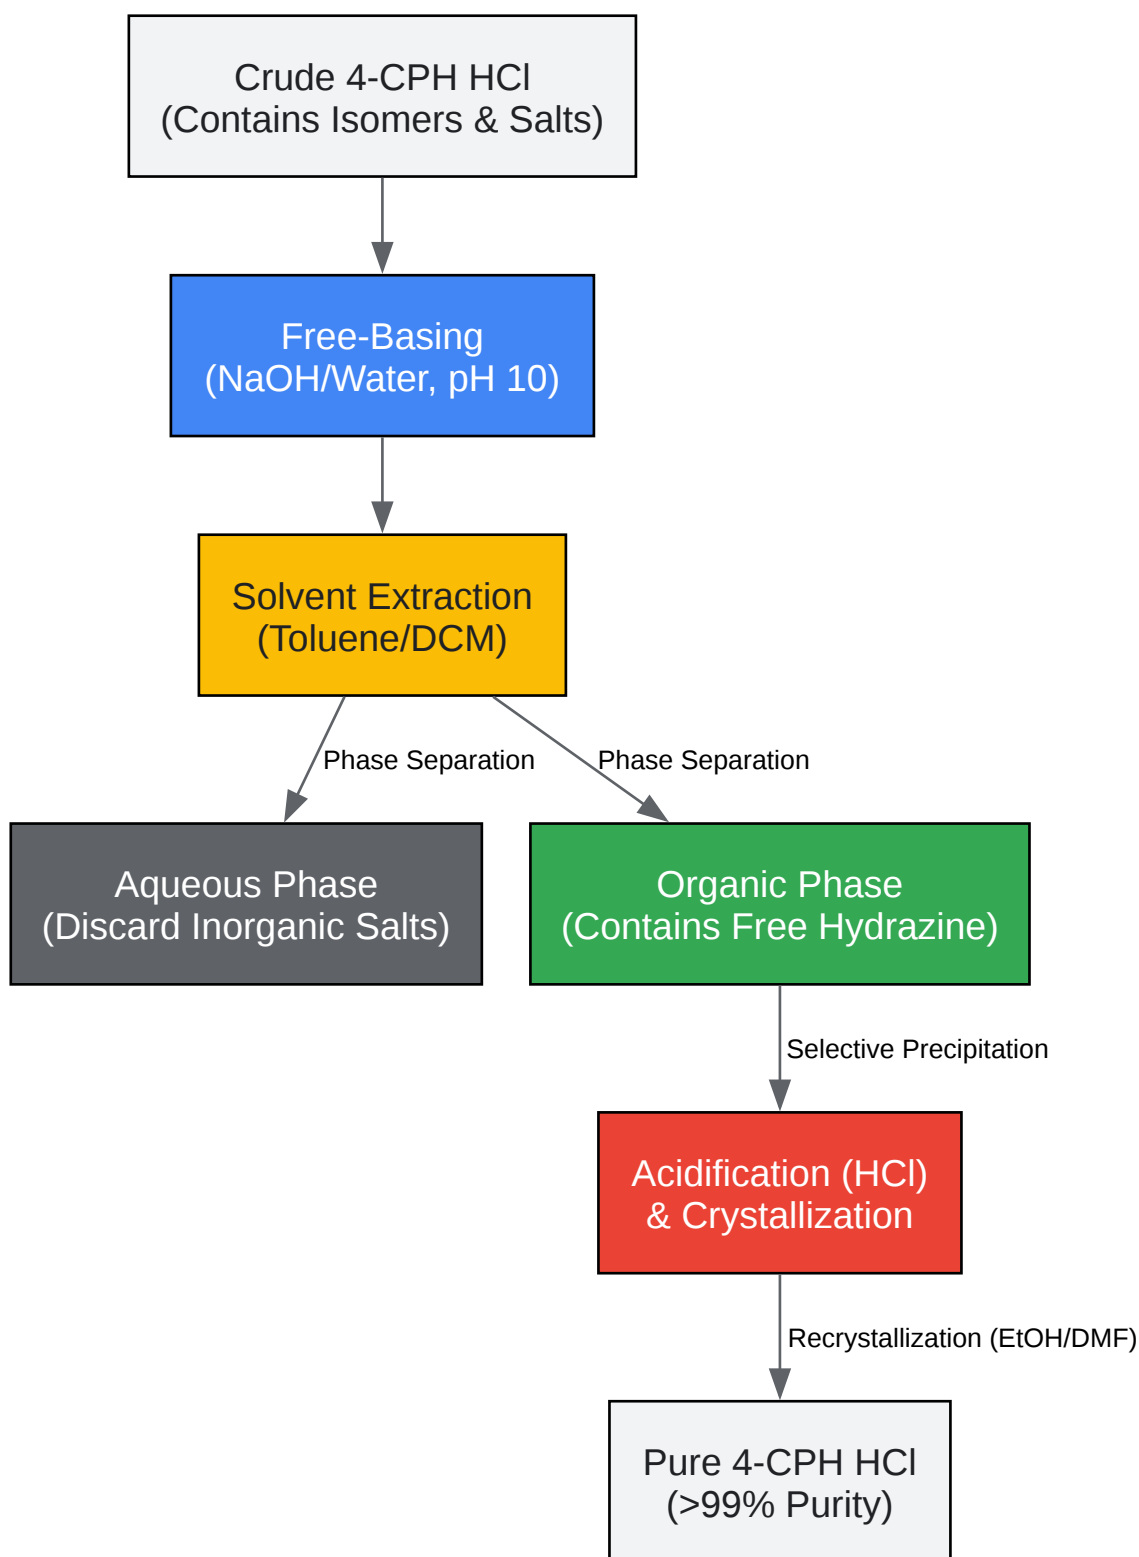 Crude 4-CPH HCl
(Contains Isomers & Salts)
Free-Basing
(NaOH/Water, pH 10)
Solvent Extraction
(Toluene/DCM)
Phase Separation
Phase Separation
Aqueous Phase
(Discard Inorganic Salts)
Organic Phase
(Contains Free Hydrazine)
Selective Precipitation
Acidification (HCl)
& Crystallization
Recrystallization (EtOH/DMF)
Pure 4-CPH HCl
(>99% Purity)